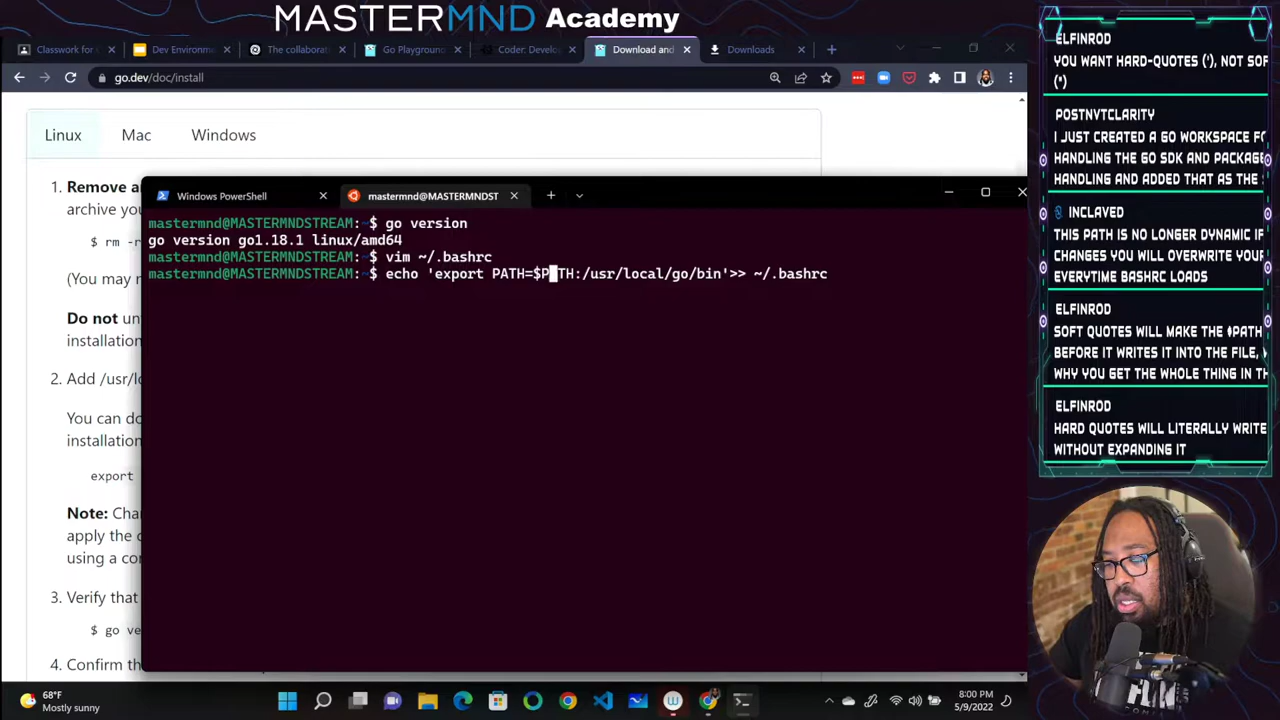 MASTERMND Academy
Classwork for
Dev Environme
The collaborat
Go Playgroun
Coder: Develo
Download and
Downloads
go.dev/doc/install
Linux
Mac
Windows
1. Remove a
archive you
$ rm -r
(You may n
Do not un
installation
2. Add /usr/lo
You can do
installation
export
Note: Cha
apply the c
using a co
3. Verify that
$ go ve
4. Confirm th
Windows PowerShell
mastermnd@MASTERMNDST
mastermnd@MASTERMNDSTREAM:~$ go version
go version go1.18.1 linux/amd64
mastermnd@MASTERMNDSTREAM:~$ vim ~/.bashrc
mastermnd@MASTERMNDSTREAM:~$ echo 'export PATH=$PATH:/usr/local/go/bin'>> ~/.bashrc
ELFINROD
YOU WANT HARD-QUOTES ('), NOT SOF
(")
POSTNVTCLARITY
I JUST CREATED A GO WORKSPACE FO
HANDLING THE GO SDK AND PACKAGE
HANDLING AND ADDED THAT AS THE
INCLAVED
THIS PATH IS NO LONGER DYNAMIC IF
CHANGES YOU WILL OVERWRITE YOUR
EVERYTIME BASHRC LOADS
ELFINROD
SOFT QUOTES WILL MAKE THE $PATH
BEFORE IT WRITES IT INTO THE FILE,
WHY YOU GET THE WHOLE THING IN TH
ELFINROD
HARD QUOTES WILL LITERALLY WRITE
WITHOUT EXPANDING IT
68°F
Mostly sunny
8:00 PM
5/9/2022